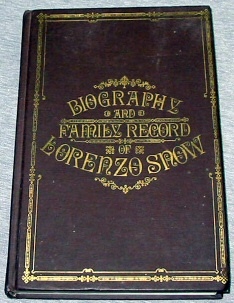 BIOGRAPHY
AND
FAMILY RECORD
OF
LORENZO SNOW